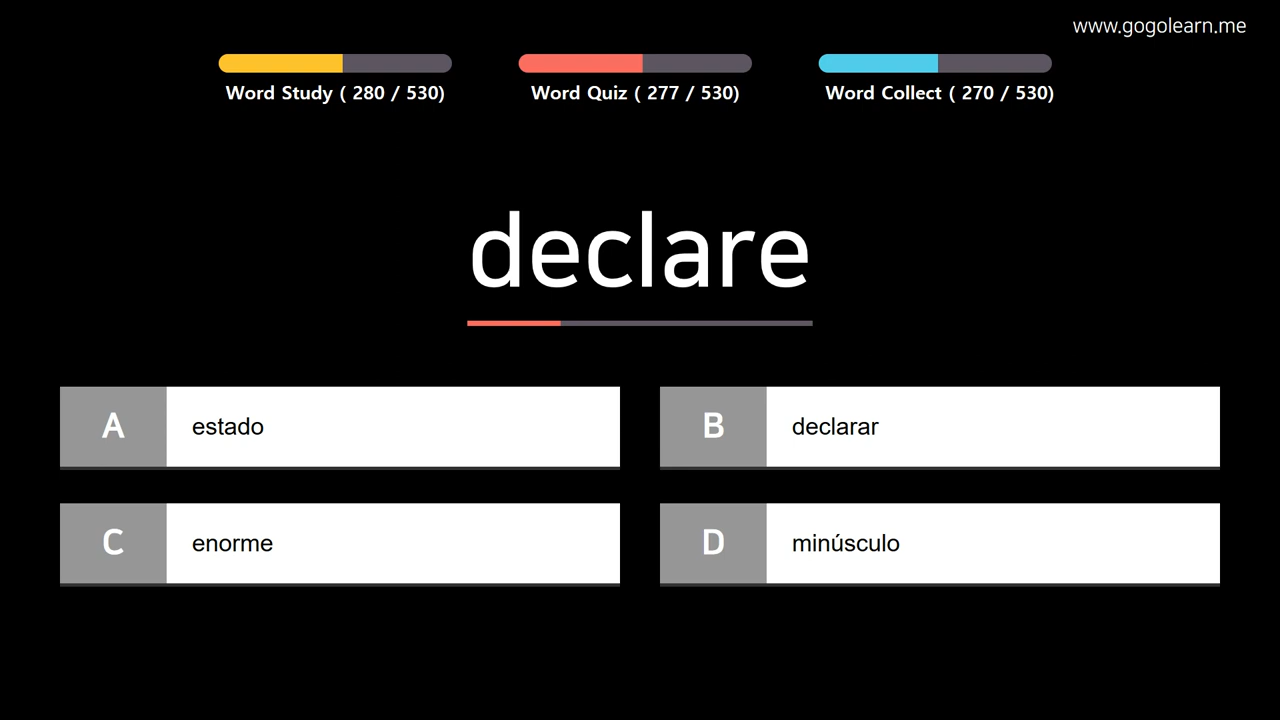 www.gogolearn.me
Word Study ( 280 / 530)
Word Quiz ( 277 / 530)
Word Collect ( 270 / 530)
declare
A estado
B declarar
C enorme
D minúsculo